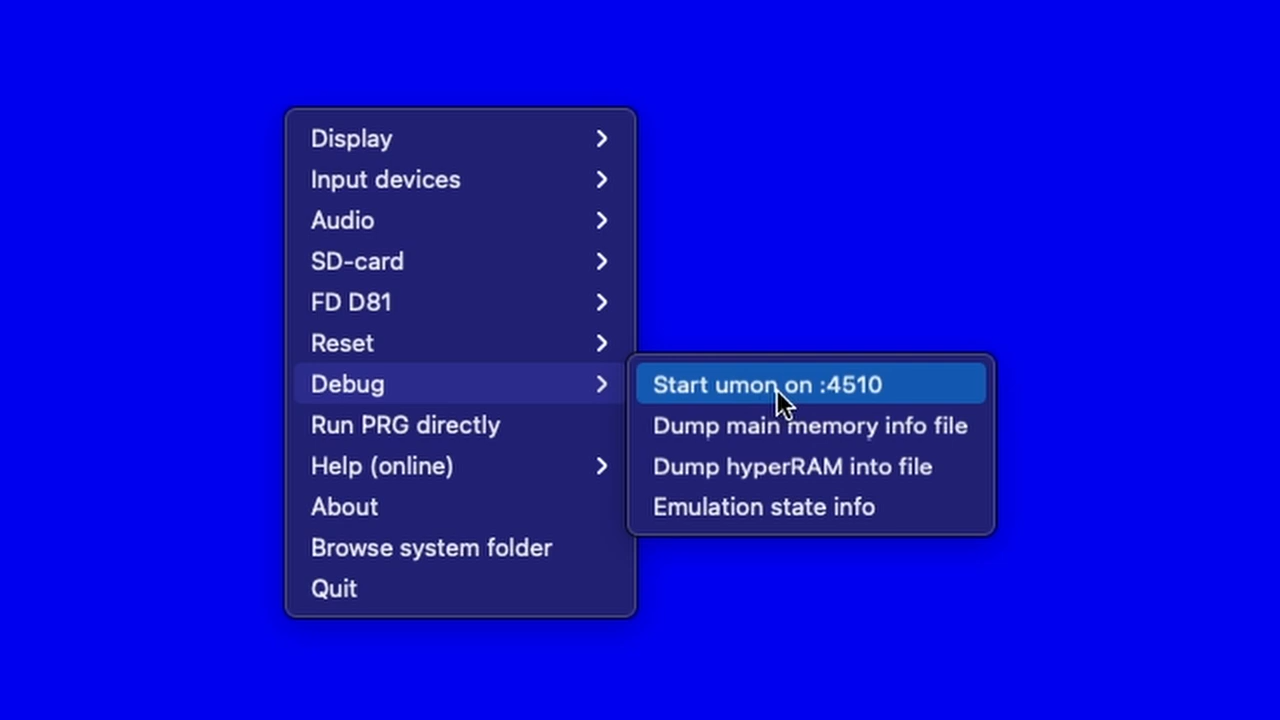 Display
Input devices
Audio
SD-card
FD D81
Reset
Debug
Run PRG directly
Help (online)
About
Browse system folder
Quit
Start umon on :4510
Dump main memory info file
Dump hyperRAM into file
Emulation state info